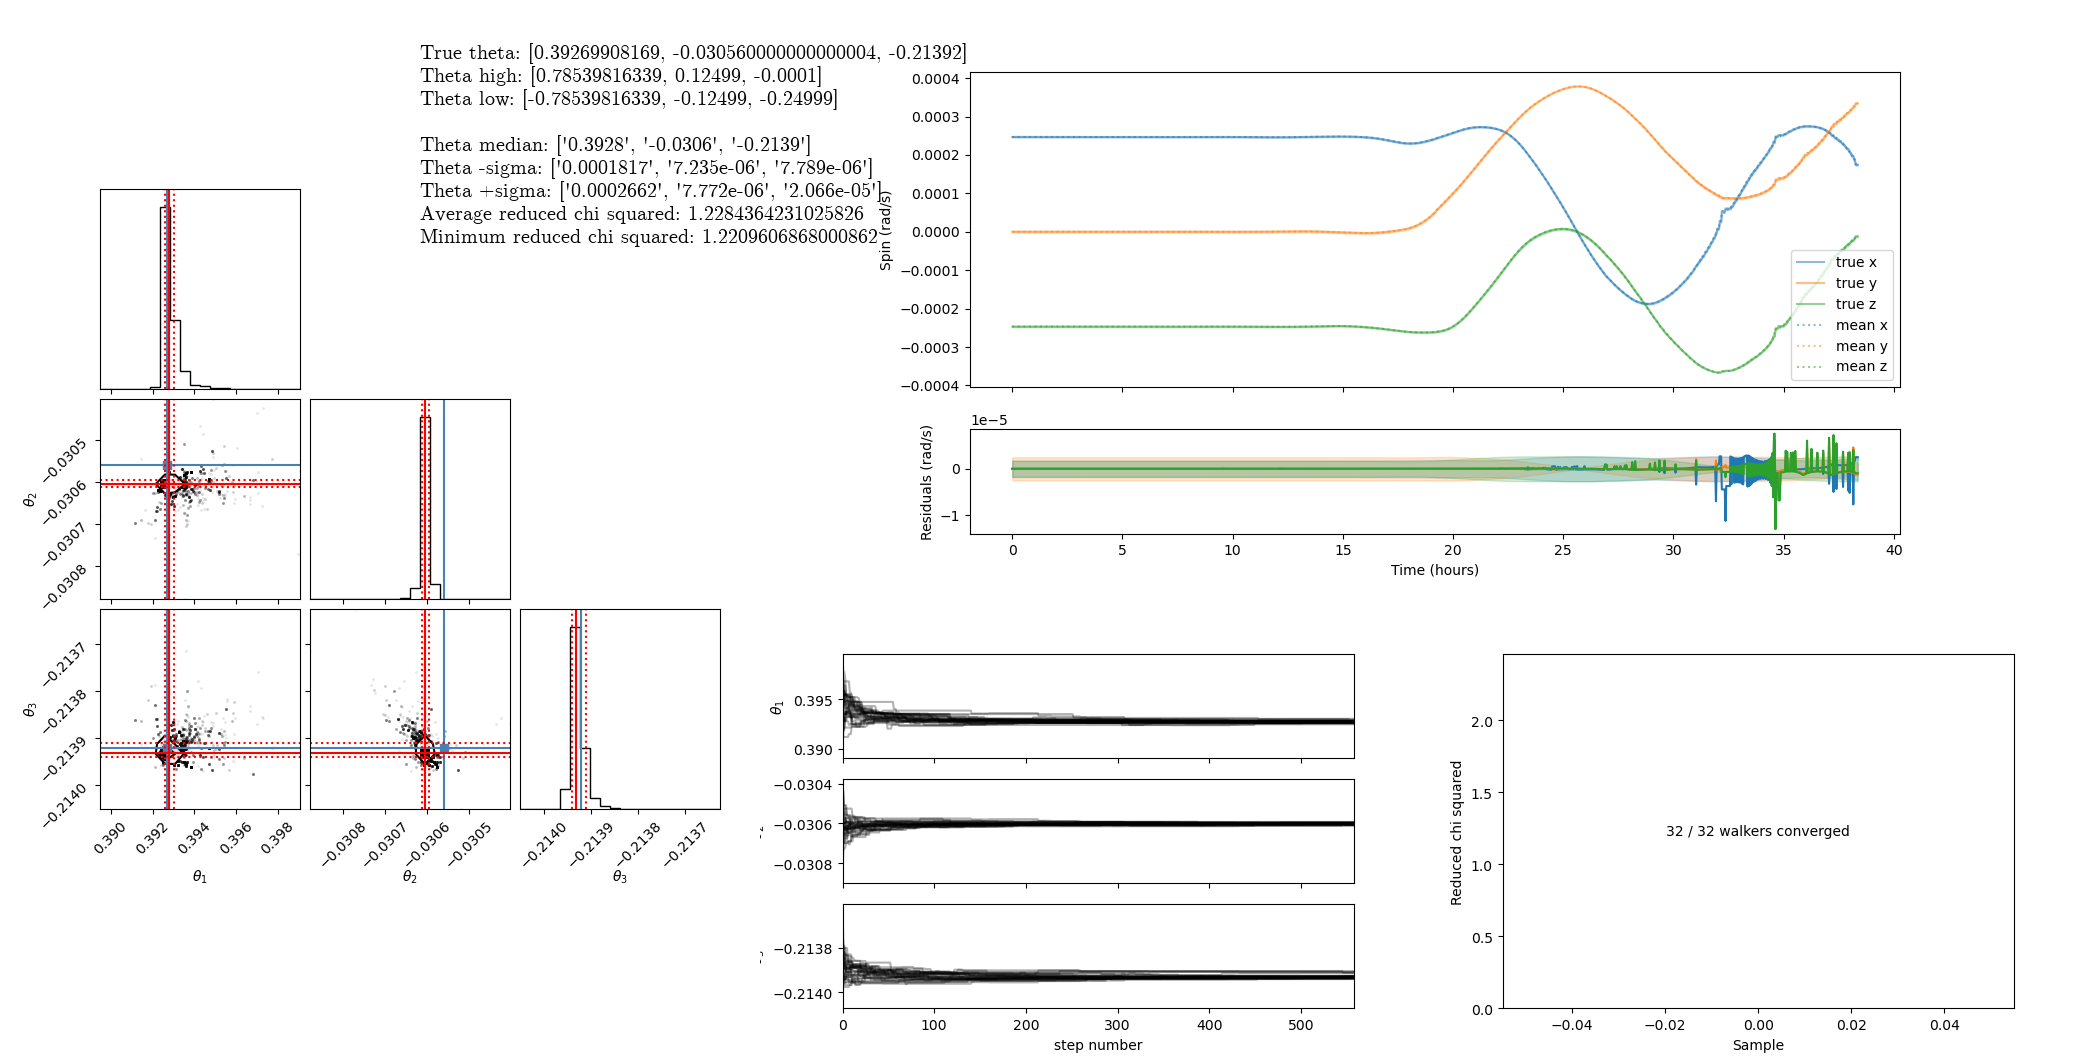 True theta: [0.39269908169, -0.030560000000000004, -0.21392]
Theta high: [0.78539816339, 0.12499, -0.0001]
Theta low: [-0.78539816339, -0.12499, -0.24999]
Theta median: ['0.3928', '-0.0306', '-0.2139']
Theta -sigma: ['0.0001817', '7.235e-06', '7.789e-06']
Theta +sigma: ['0.0002662', '7.772e-06', '2.066e-05']
Average reduced chi squared: 1.2284364231025826
Minimum reduced chi squared: 1.2209606868000862
−0.0305
−0.0306
−0.0307
−0.0308
θ2
−0.2137
−0.2138
−0.2139
−0.2140
θ3
0.390
0.392
0.394
0.396
0.398
θ1
−0.0308
−0.0307
−0.0306
−0.0305
θ2
−0.2140
−0.2139
−0.2138
−0.2137
θ3
0.0004
0.0003
0.0002
0.0001
0.0000
−0.0001
−0.0002
−0.0003
−0.0004
Spin (rad/s)
true x
true y
true z
mean x
mean y
mean z
1e−5
0
−1
Residuals (rad/s)
0
5
10
15
20
25
30
35
40
Time (hours)
θ1
0.395
0.390
−0.0304
−0.0306
−0.0308
−0.2138
−0.2140
0
100
200
300
400
500
step number
2.0
1.5
1.0
0.5
0.0
Reduced chi squared
32 / 32 walkers converged
−0.04
−0.02
0.00
0.02
0.04
Sample